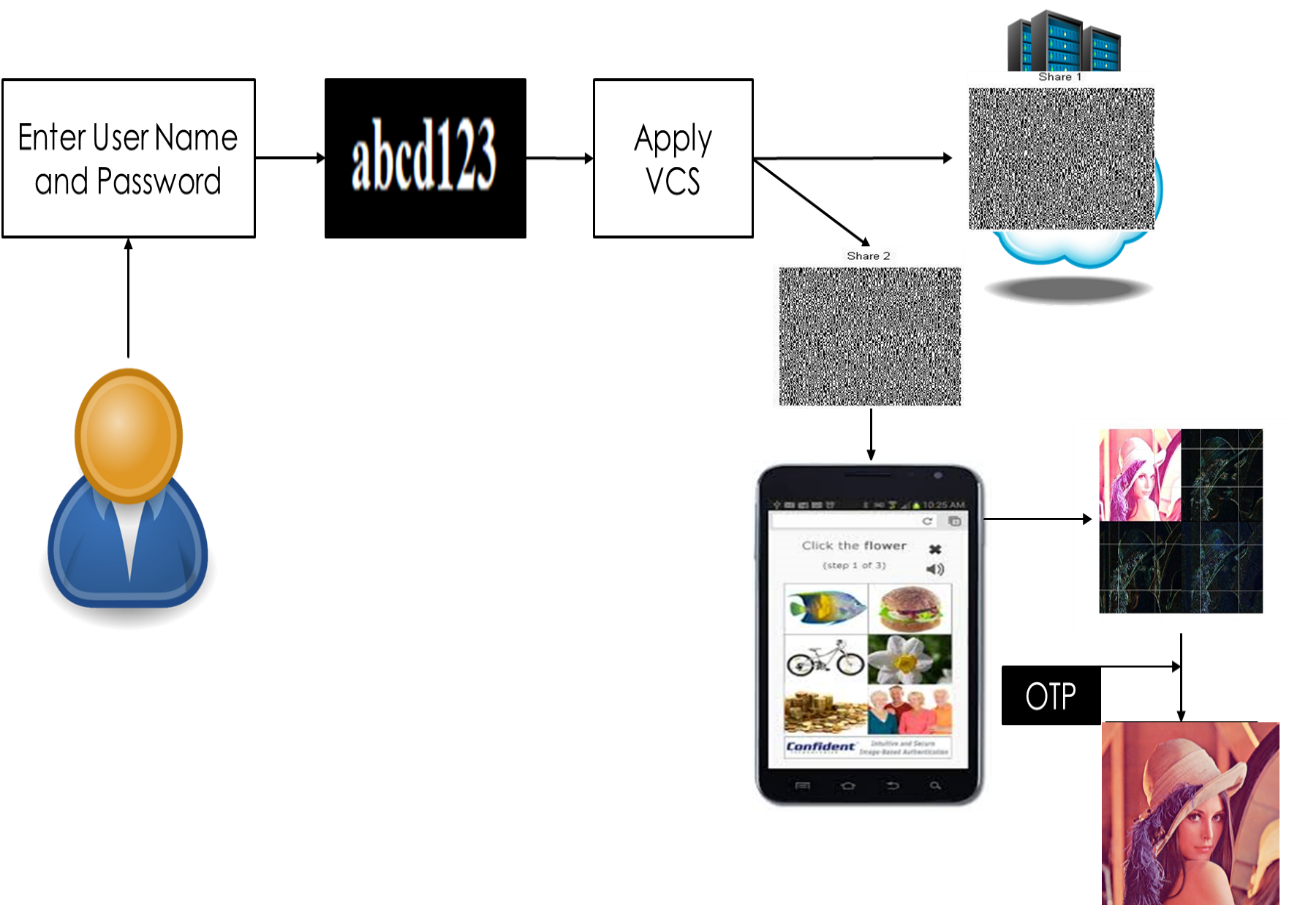 Enter User Name
and Password
abcd123
Apply
VCS
Share 1
Share 2
10:25 AM
Click the flower
(step 1 of 3)
Confident
Intuitive and Secure
Image-Based Authentication
OTP